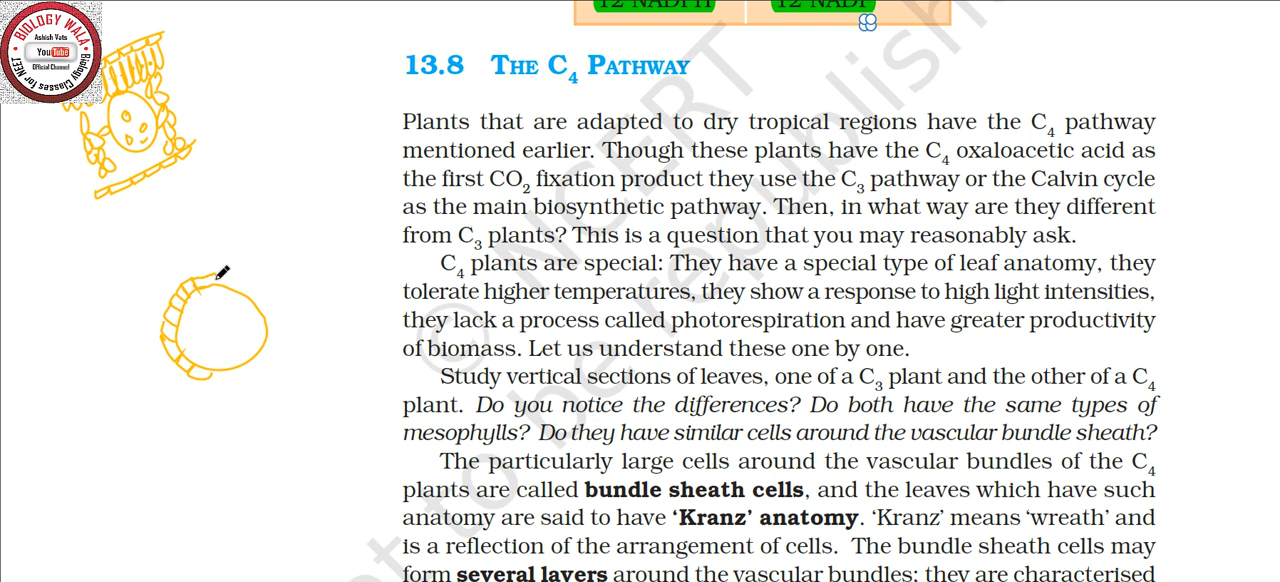 12 NADPH 12 NADP
BIOLOGY WALA
Ashish Vats
YouTube
Official Channel
Biology Classes for NEET
13.8 THE C4 PATHWAY
Plants that are adapted to dry tropical regions have the C4 pathway
mentioned earlier. Though these plants have the C4 oxaloacetic acid as
the first CO2 fixation product they use the C3 pathway or the Calvin cycle
as the main biosynthetic pathway. Then, in what way are they different
from C3 plants? This is a question that you may reasonably ask.
C4 plants are special: They have a special type of leaf anatomy, they
tolerate higher temperatures, they show a response to high light intensities,
they lack a process called photorespiration and have greater productivity
of biomass. Let us understand these one by one.
Study vertical sections of leaves, one of a C3 plant and the other of a C4
plant. Do you notice the differences? Do both have the same types of
mesophylls? Do they have similar cells around the vascular bundle sheath?
The particularly large cells around the vascular bundles of the C4
plants are called bundle sheath cells, and the leaves which have such
anatomy are said to have ‘Kranz’ anatomy. ‘Kranz’ means ‘wreath’ and
is a reflection of the arrangement of cells. The bundle sheath cells may
form several layers around the vascular bundles; they are characterised
© NCERT
not to be republished